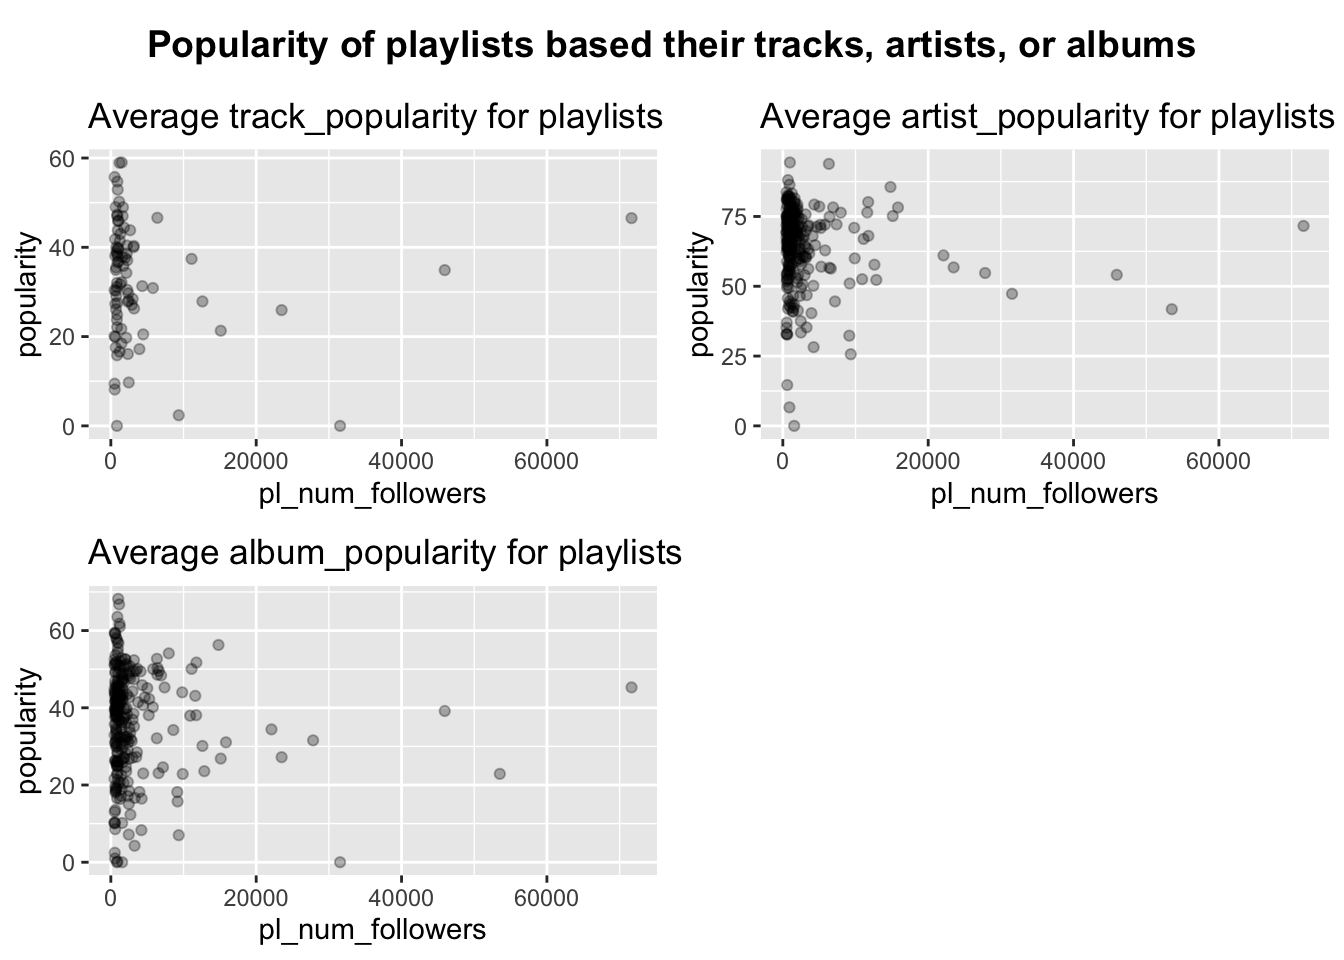 Popularity of playlists based their tracks, artists, or albums
Average track_popularity for playlists
popularity
60
40
20
0
0 20000 40000 60000
pl_num_followers
Average artist_popularity for playlists
popularity
75
50
25
0
0 20000 40000 60000
pl_num_followers
Average album_popularity for playlists
popularity
60
40
20
0
0 20000 40000 60000
pl_num_followers